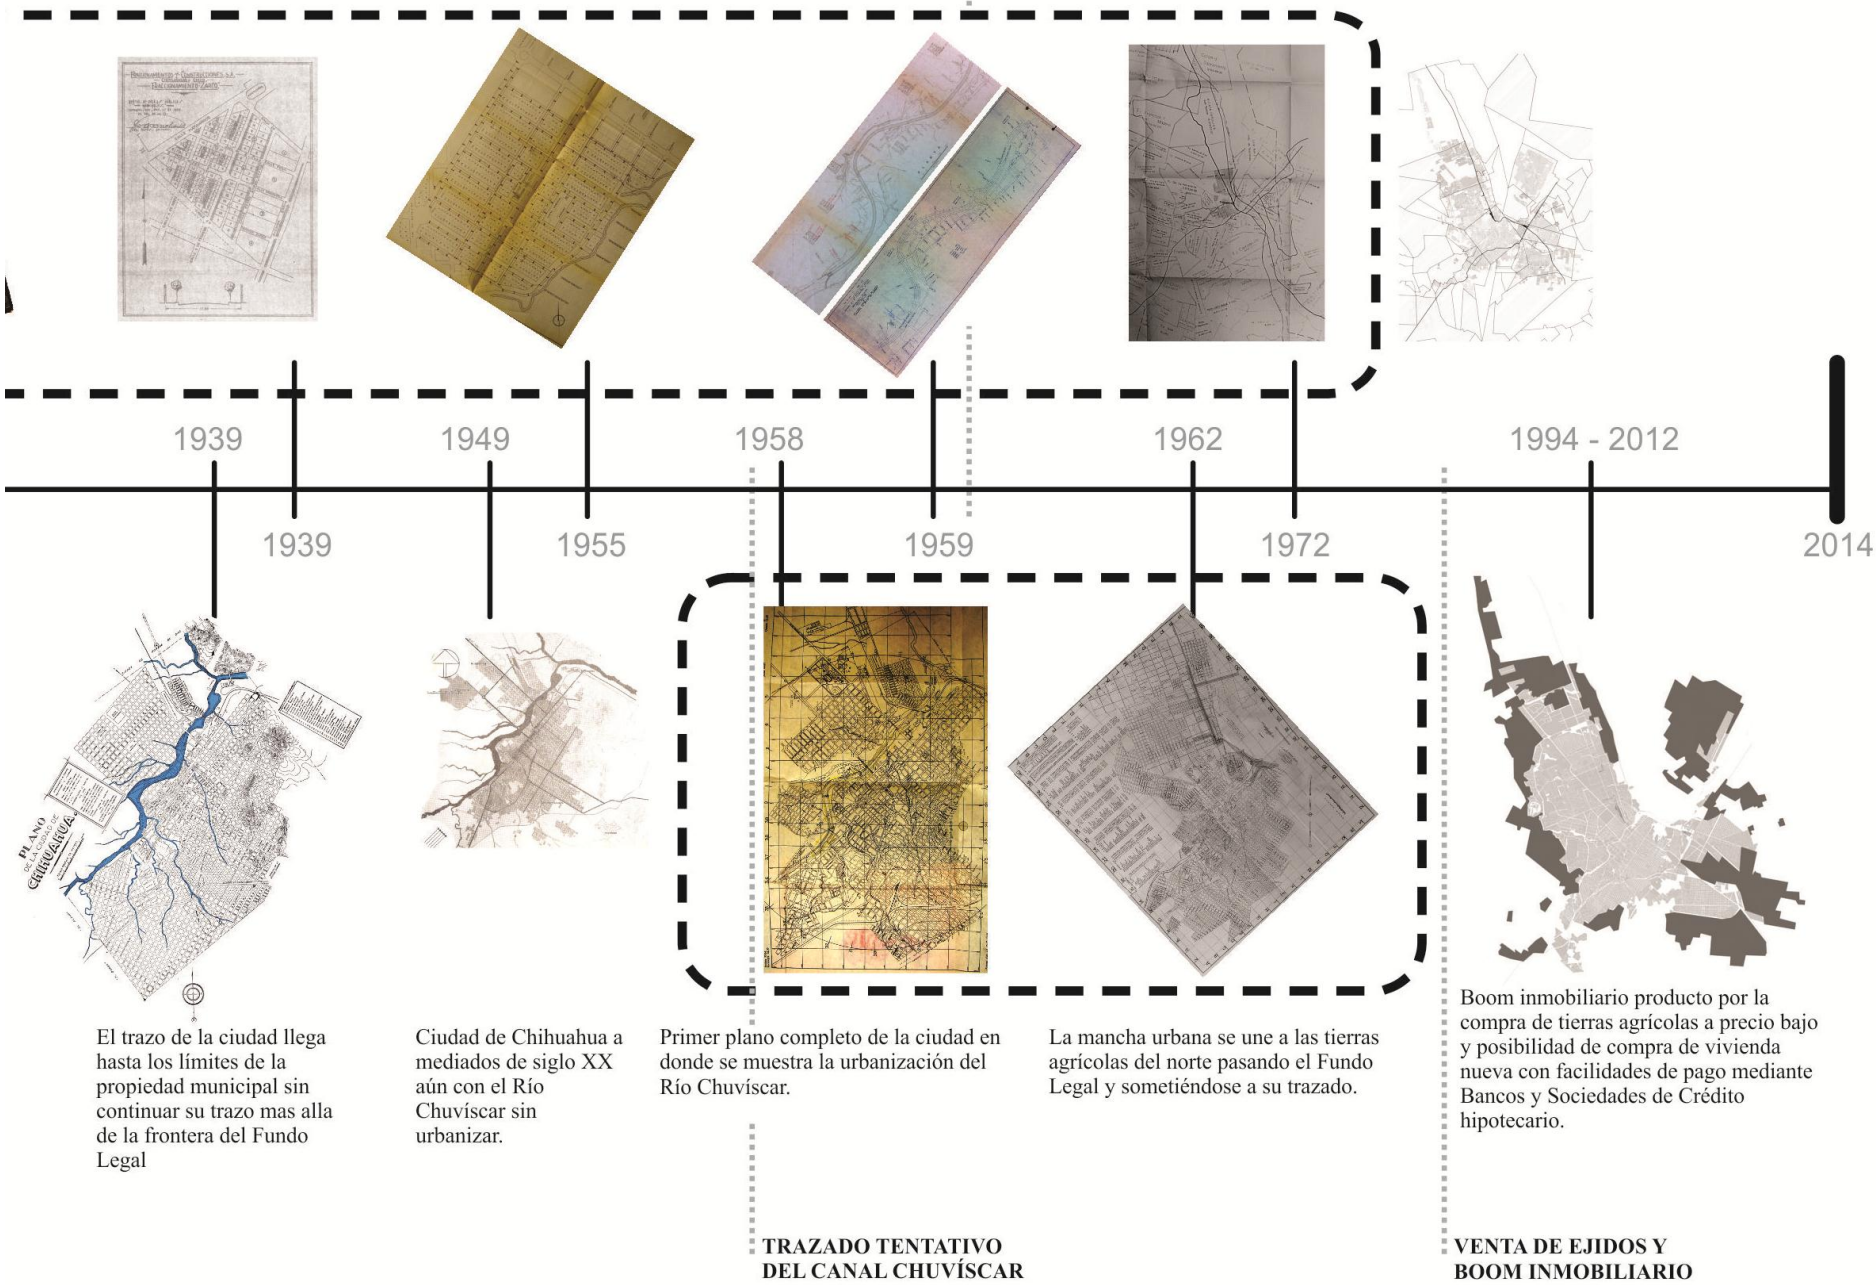 FRACCIONAMIENTO ZARCO
1939
1949
1958
1962
1994 - 2012
1939
1955
1959
1972
2014
PLANO
DE LA CIUDAD DE
CHIHUAHUA.
El trazo de la ciudad llega
hasta los límites de la
propiedad municipal sin
continuar su trazo mas alla
de la frontera del Fundo
Legal
Ciudad de Chihuahua a
mediados de siglo XX
aún con el Río
Chuvíscar sin
urbanizar.
Primer plano completo de la ciudad en
donde se muestra la urbanización del
Río Chuvíscar.
La mancha urbana se une a las tierras
agrícolas del norte pasando el Fundo
Legal y sometiéndose a su trazado.
Boom inmobiliario producto por la
compra de tierras agrícolas a precio bajo
y posibilidad de compra de vivienda
nueva con facilidades de pago mediante
Bancos y Sociedades de Crédito
hipotecario.
TRAZADO TENTATIVO
DEL CANAL CHUVÍSCAR
VENTA DE EJIDOS Y
BOOM INMOBILIARIO